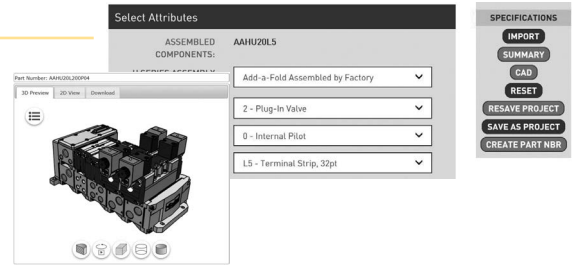 Select Attributes
ASSEMBLED COMPONENTS:
AAHU20L5
Add-a-Fold Assembled by Factory
2 - Plug-In Valve
0 - Internal Pilot
L5 - Terminal Strip, 32pt
Part Number: AAHU20L200P04
3D Preview 2D View Download
SPECIFICATIONS
IMPORT
SUMMARY
CAD
RESET
RESAVE PROJECT
SAVE AS PROJECT
CREATE PART NBR